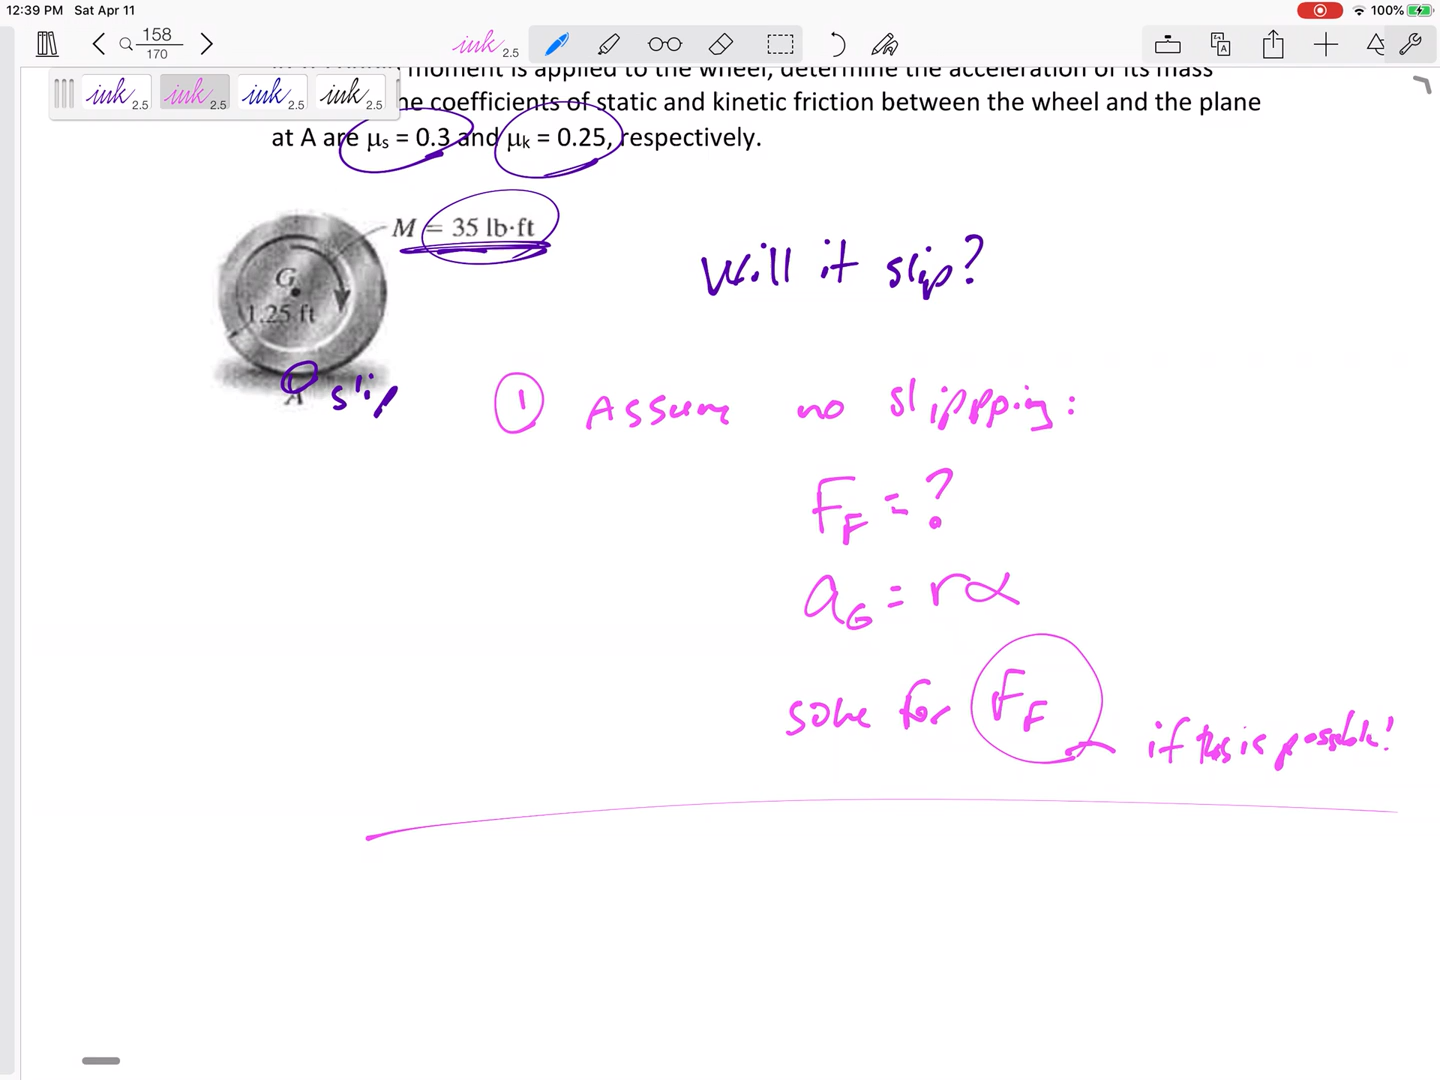 12:39 PM Sat Apr 11
100%
158
170
ink 2.5
ink 2.5 ink 2.5 ink 2.5 ink 2.5
moment is applied to the wheel, determine the acceleration of its mass
he coefficients of static and kinetic friction between the wheel and the plane
at A are μs = 0.3 and μk = 0.25, respectively.
M = 35 lb·ft
G
1.25 ft
A
slip
Will it slip?
1 Assume no slippping:
FF = ?
aG = rα
solve for FF if this is possible!